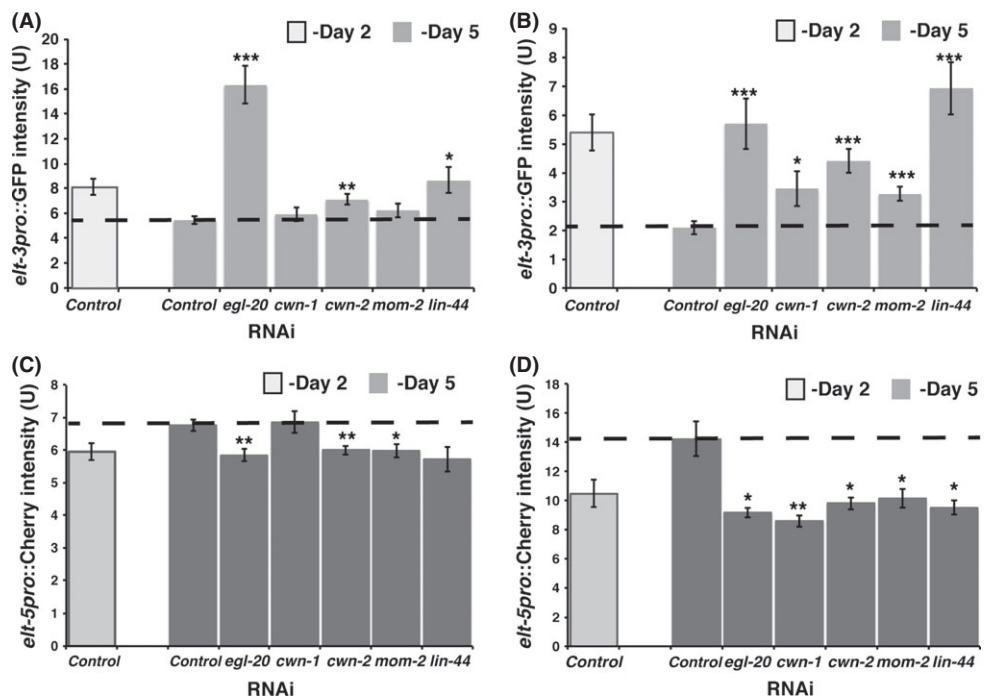 (A)
-Day 2 -Day 5
elt-3pro::GFP intensity (U)
20
18
16
14
12
10
8
6
4
2
0
***
**
*
Control Control egl-20 cwn-1 cwn-2 mom-2 lin-44
RNAi
(B)
-Day 2 -Day 5
elt-3pro::GFP intensity (U)
9
8
7
6
5
4
3
2
1
0
***
*
***
***
***
Control Control egl-20 cwn-1 cwn-2 mom-2 lin-44
RNAi
(C)
-Day 2 -Day 5
elt-5pro::Cherry intensity (U)
8
7
6
5
4
3
2
1
0
**
**
*
Control Control egl-20 cwn-1 cwn-2 mom-2 lin-44
RNAi
(D)
-Day 2 -Day 5
elt-5pro::Cherry intensity (U)
18
16
14
12
10
8
6
4
2
0
*
**
*
*
*
Control Control egl-20 cwn-1 cwn-2 mom-2 lin-44
RNAi